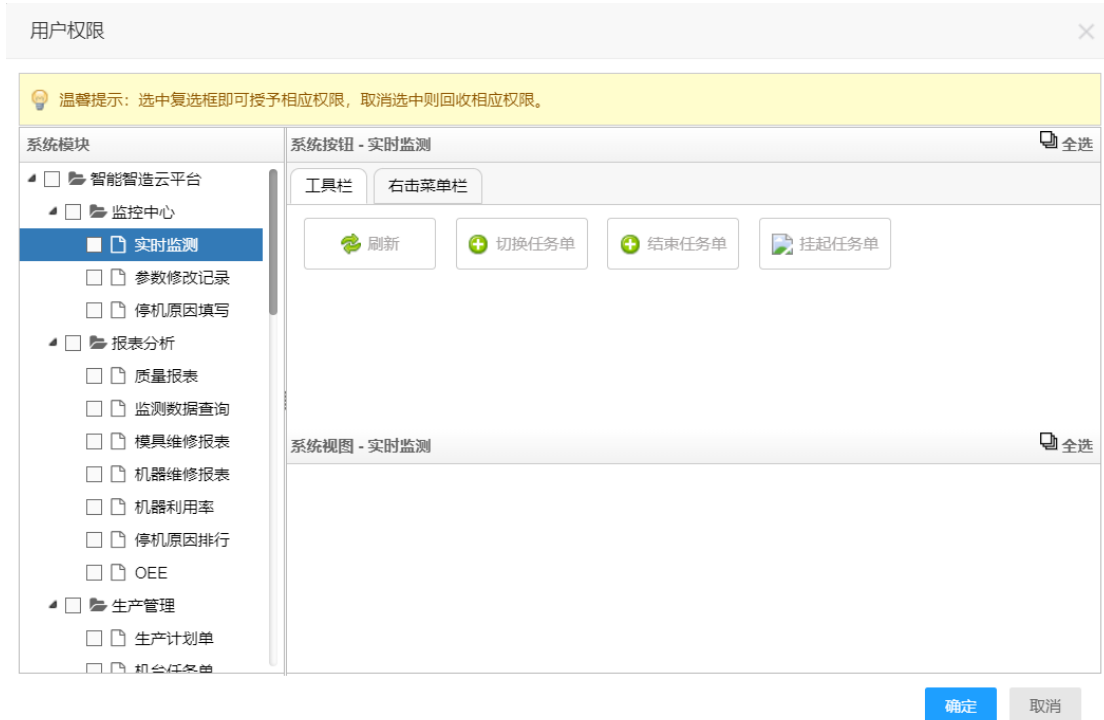 用户权限
温馨提示：选中复选框即可授予相应权限，取消选中则回收相应权限。
系统模块
智能智造云平台
监控中心
实时监测
参数修改记录
停机原因填写
报表分析
质量报表
监测数据查询
模具维修报表
机器维修报表
机器利用率
停机原因排行
OEE
生产管理
生产计划单
机台任务单
系统按钮 - 实时监测 全选
工具栏 右击菜单栏
刷新 切换任务单 结束任务单 挂起任务单
系统视图 - 实时监测 全选
确定 取消